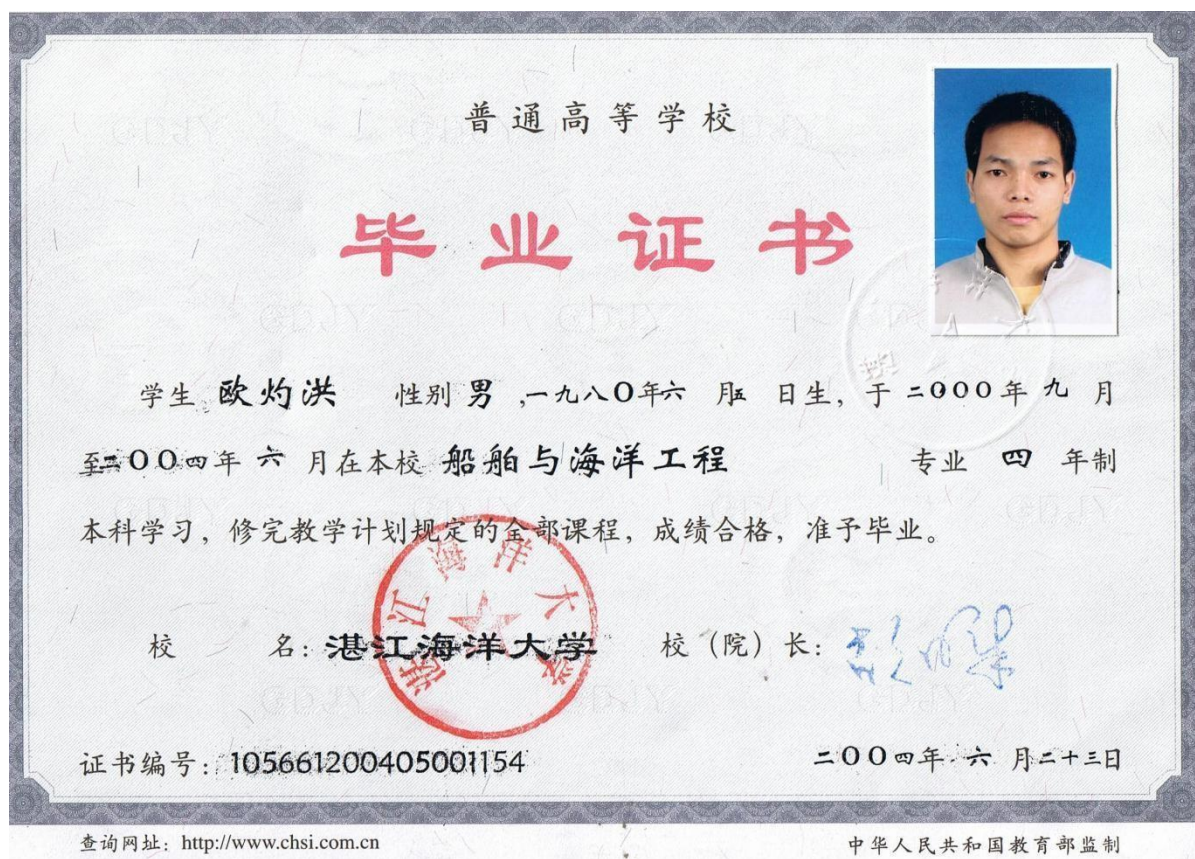 普通高等学校
毕业证书
学生 欧灼洪 性别 男 ,一九八〇年六 月五 日生, 于 二〇〇〇年 九 月
至二〇〇四年 六 月在本校 船舶与海洋工程 专业 四 年制
本科学习, 修完教学计划规定的全部课程, 成绩合格, 准予毕业。
湛江海洋大学
校 名: 湛江海洋大学 校 (院) 长:
证书编号: 105661200405001154 二〇〇四年 六 月二十三日
查询网址: http://www.chsi.com.cn 中华人民共和国教育部监制